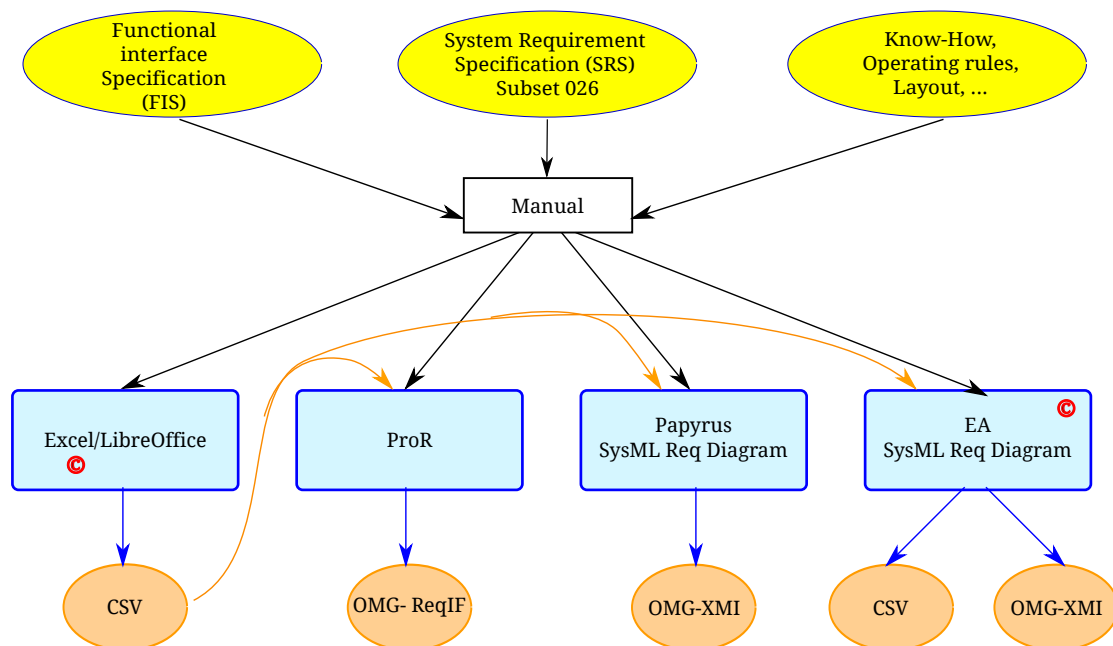 Functional
interface
Specification
(FIS)
System Requirement
Specification (SRS)
Subset 026
Know-How,
Operating rules,
Layout, ...
Manual
Excel/LibreOffice
©
ProR
Papyrus
SysML Req Diagram
©
EA
SysML Req Diagram
CSV
OMG- ReqIF
OMG-XMI
CSV
OMG-XMI